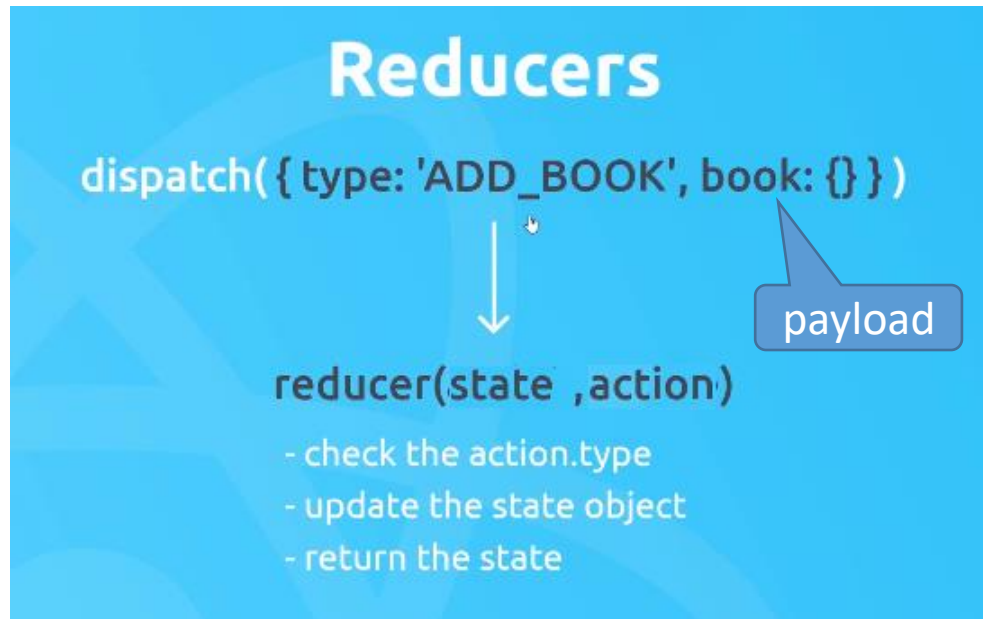 Reducers
dispatch( { type: 'ADD_BOOK', book: {} } )
payload
reducer(state ,action)
- check the action.type
- update the state object
- return the state